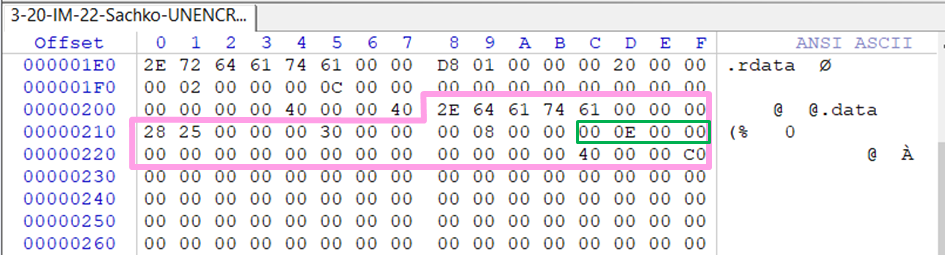 3-20-IM-22-Sachko-UNENCR...
Offset 0 1 2 3 4 5 6 7 8 9 A B C D E F ANSI ASCII
000001E0 2E 72 64 61 74 61 00 00 D8 01 00 00 00 20 00 00 .rdata Ø
000001F0 00 02 00 00 00 0C 00 00 00 00 00 00 00 00 00 00
00000200 00 00 00 00 40 00 00 40 2E 64 61 74 61 00 00 00 @ @.data
00000210 28 25 00 00 00 30 00 00 00 08 00 00 00 0E 00 00 (% 0
00000220 00 00 00 00 00 00 00 00 00 00 00 00 40 00 00 C0 @ À
00000230 00 00 00 00 00 00 00 00 00 00 00 00 00 00 00 00
00000240 00 00 00 00 00 00 00 00 00 00 00 00 00 00 00 00
00000250 00 00 00 00 00 00 00 00 00 00 00 00 00 00 00 00
00000260 00 00 00 00 00 00 00 00 00 00 00 00 00 00 00 00